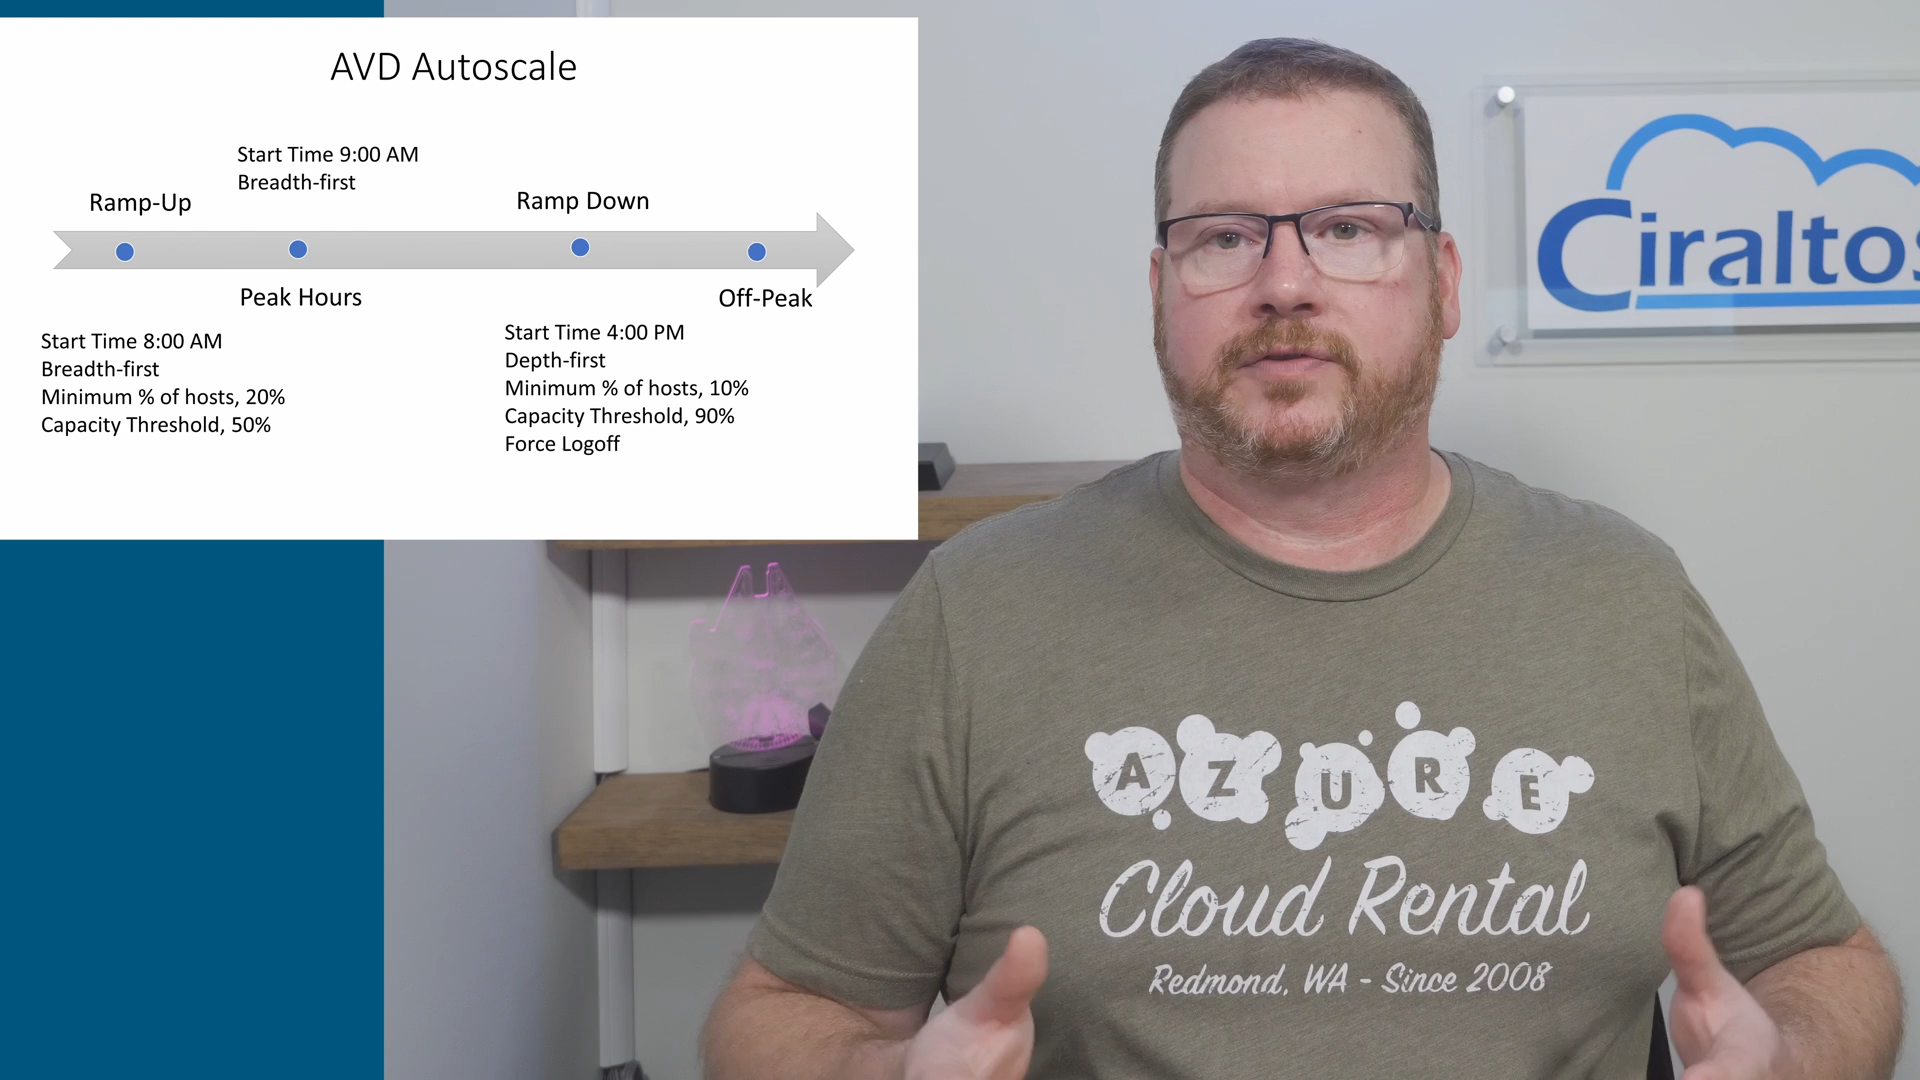 AVD Autoscale
Start Time 9:00 AM
Breadth-first
Ramp-Up
Ramp Down
Peak Hours
Off-Peak
Start Time 8:00 AM
Breadth-first
Minimum % of hosts, 20%
Capacity Threshold, 50%
Start Time 4:00 PM
Depth-first
Minimum % of hosts, 10%
Capacity Threshold, 90%
Force Logoff
Ciraltos
AZURE
Cloud Rental
Redmond, WA - Since 2008